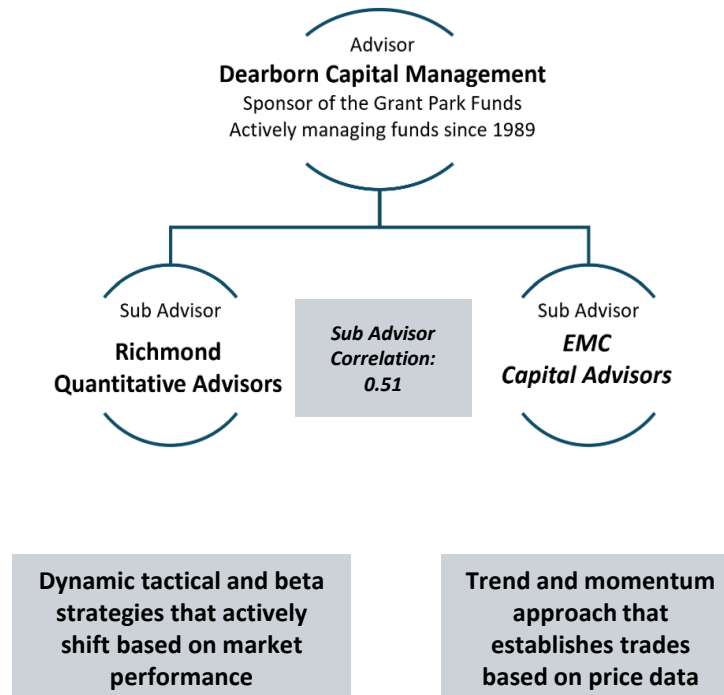 Advisor
Dearborn Capital Management
Sponsor of the Grant Park Funds
Actively managing funds since 1989
Sub Advisor
Richmond
Quantitative Advisors
Sub Advisor
Correlation:
0.51
Sub Advisor
EMC
Capital Advisors
Dynamic tactical and beta
strategies that actively
shift based on market
performance
Trend and momentum
approach that
establishes trades
based on price data